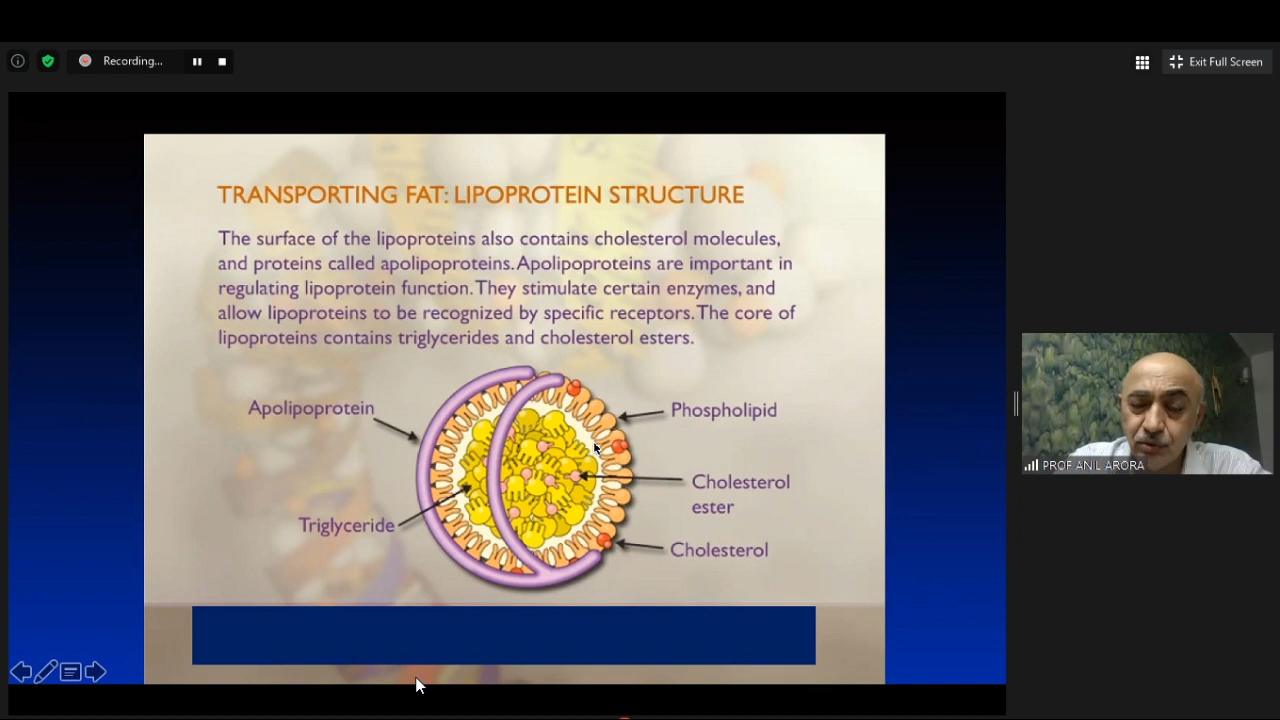 Recording...
Exit Full Screen
TRANSPORTING FAT: LIPOPROTEIN STRUCTURE
The surface of the lipoproteins also contains cholesterol molecules,
and proteins called apolipoproteins. Apolipoproteins are important in
regulating lipoprotein function. They stimulate certain enzymes, and
allow lipoproteins to be recognized by specific receptors. The core of
lipoproteins contains triglycerides and cholesterol esters.
Apolipoprotein
Phospholipid
Cholesterol
ester
Triglyceride
Cholesterol
PROF ANIL ARORA